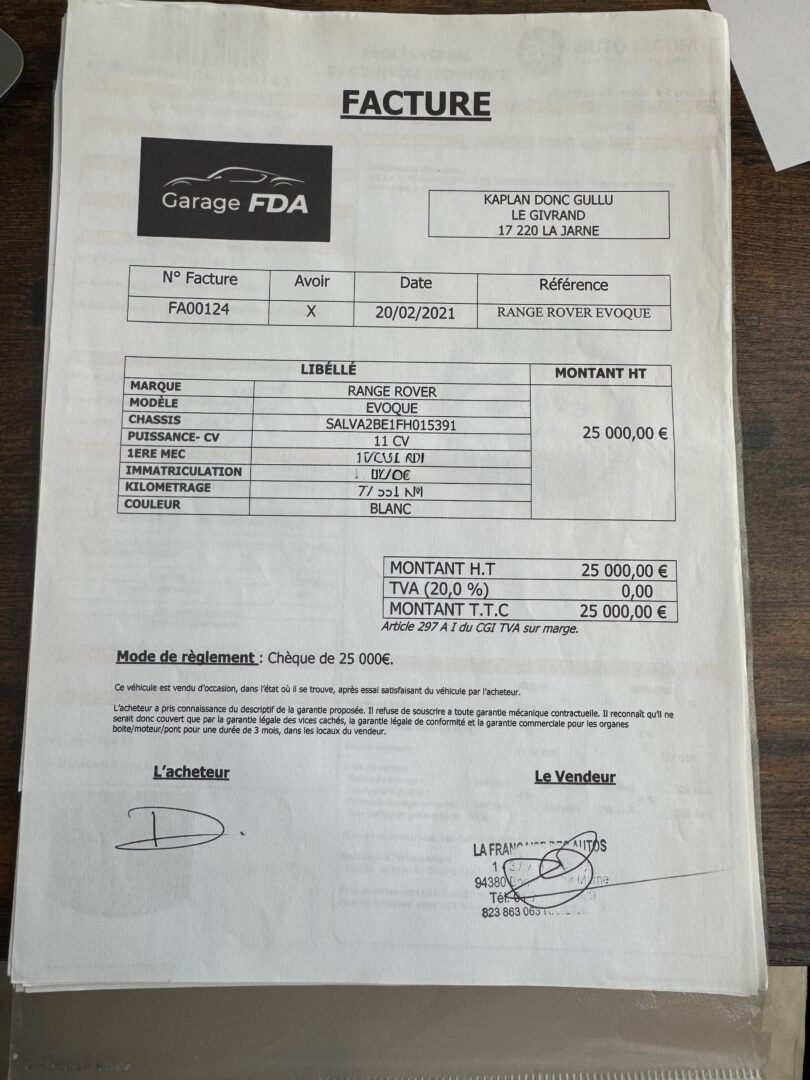 FACTURE
Garage FDA
KAPLAN DONC GULLU
LE GIVRAND
17 220 LA JARNE
N° Facture Avoir Date Référence
FA00124 X 20/02/2021 RANGE ROVER EVOQUE
LIBÉLLÉ MONTANT HT
MARQUE RANGE ROVER
MODÈLE EVOQUE
CHASSIS SALVA2BE1FH015391
PUISSANCE- CV 11 CV
1ERE MEC
IMMATRICULATION
KILOMETRAGE
COULEUR BLANC
25 000,00 €
MONTANT H.T 25 000,00 €
TVA (20,0 %) 0,00
MONTANT T.T.C 25 000,00 €
Article 297 A I du CGI TVA sur marge.
Mode de règlement : Chèque de 25 000€.
Ce véhicule est vendu d'occasion, dans l'état où il se trouve, après essai satisfaisant du véhicule par l'acheteur.
L'acheteur a pris connaissance du descriptif de la garantie proposée. Il refuse de souscrire a toute garantie mécanique contractuelle. Il reconnaît qu'il ne
serait donc couvert que par la garantie légale des vices cachés, la garantie légale de conformité et la garantie commerciale pour les organes
boite/moteur/pont pour une durée de 3 mois, dans les locaux du vendeur.
L'acheteur Le Vendeur
D.
LA AUTOS
94380
Tél.
823 863 063